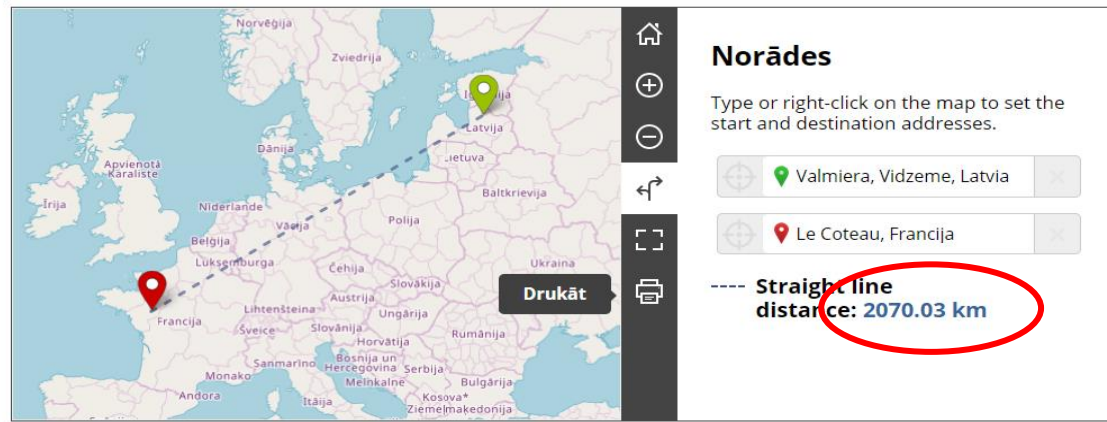 Norvēģija
Zviedrija
Latvija
Dānija
Lietuva
Apvienotā
Karaliste
Īrija
Baltkrievija
Nīderlande
Vācija
Polija
Beļģija
Luksemburga
Čehija
Ukraina
Slovākija
Austrija
Lihtenšteina
Ungārija
Francija
Šveice
Slovānija
Rumānija
Horvātija
Sanmarīno
Bosnija un
Hercegovina
Serbija
Monako
Melnkalne
Bulgārija
Andora
Itālija
Kosova*
Ziemeļmaķedonija
Drukāt
Norādes
Type or right-click on the map to set the
start and destination addresses.
Valmiera, Vidzeme, Latvia
Le Coteau, Francija
Straight line
distance: 2070.03 km